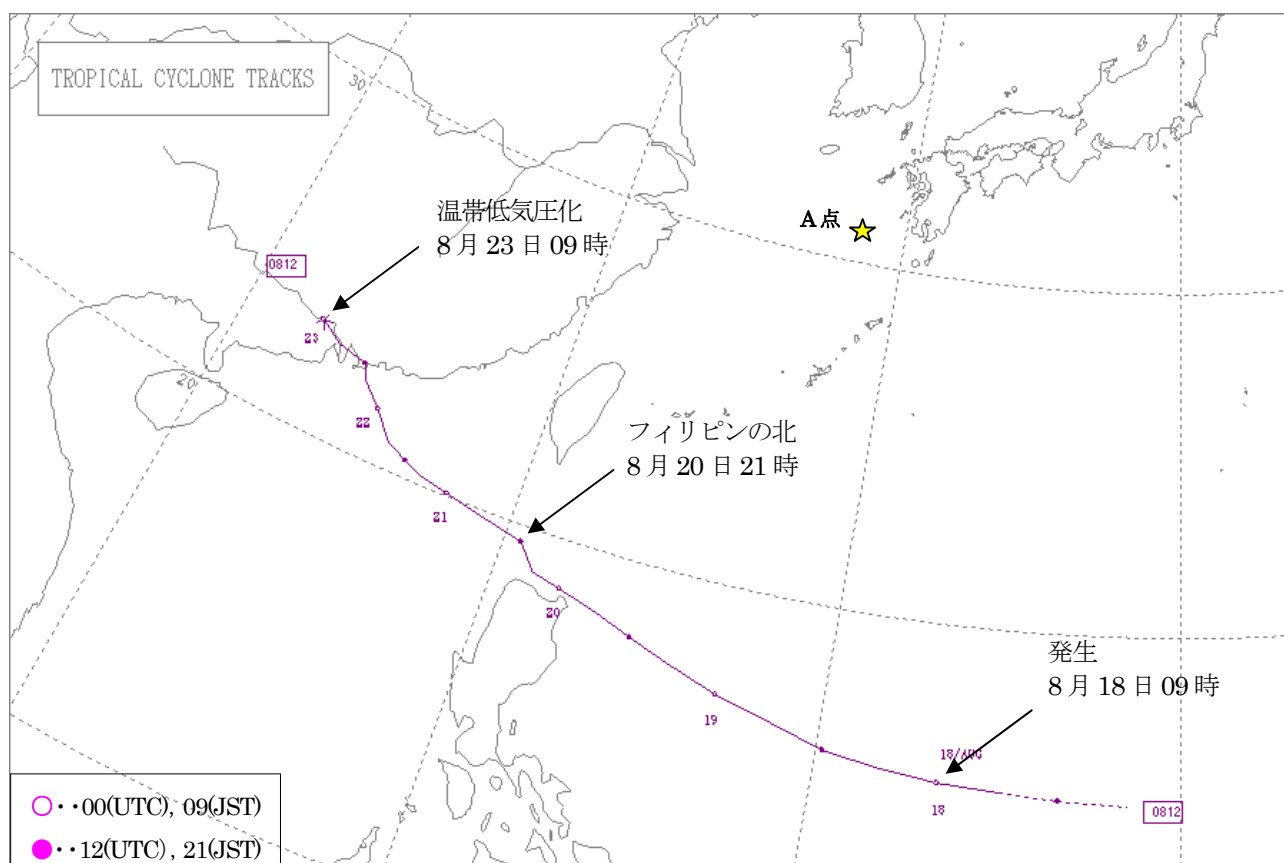 TROPICAL CYCLONE TRACKS
30
A点
温帯低気圧化
8月23日09時
0812
23
20
22
フィリピンの北
8月20日21時
21
20
発生
8月18日09時
19
18/AUG
18
0812
○・・00(UTC), 09(JST)
●・・12(UTC), 21(JST)